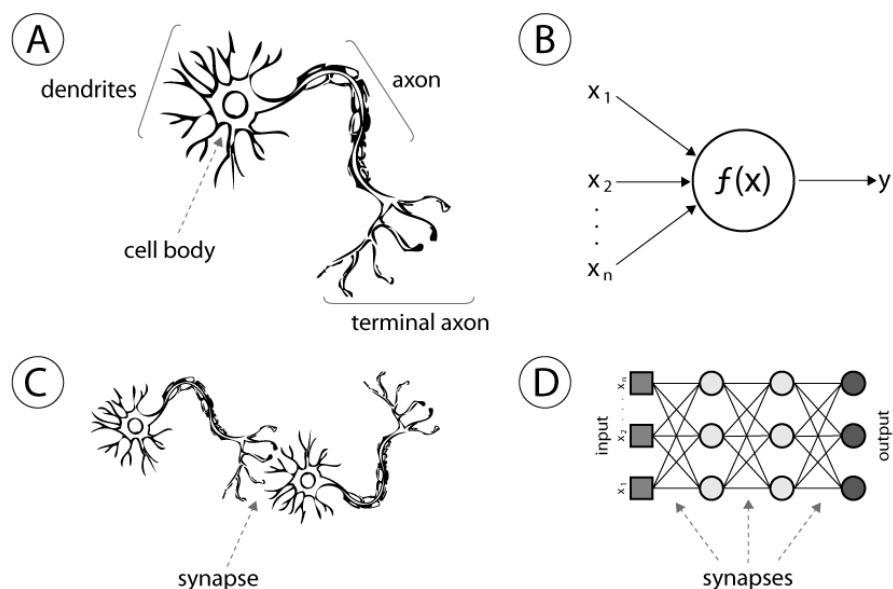 A
dendrites
axon
cell body
terminal axon
B
x1
x2
. . . .
xn
f(x)
y
C
synapse
D
input
xn
. . . .
x2
x1
output
synapses